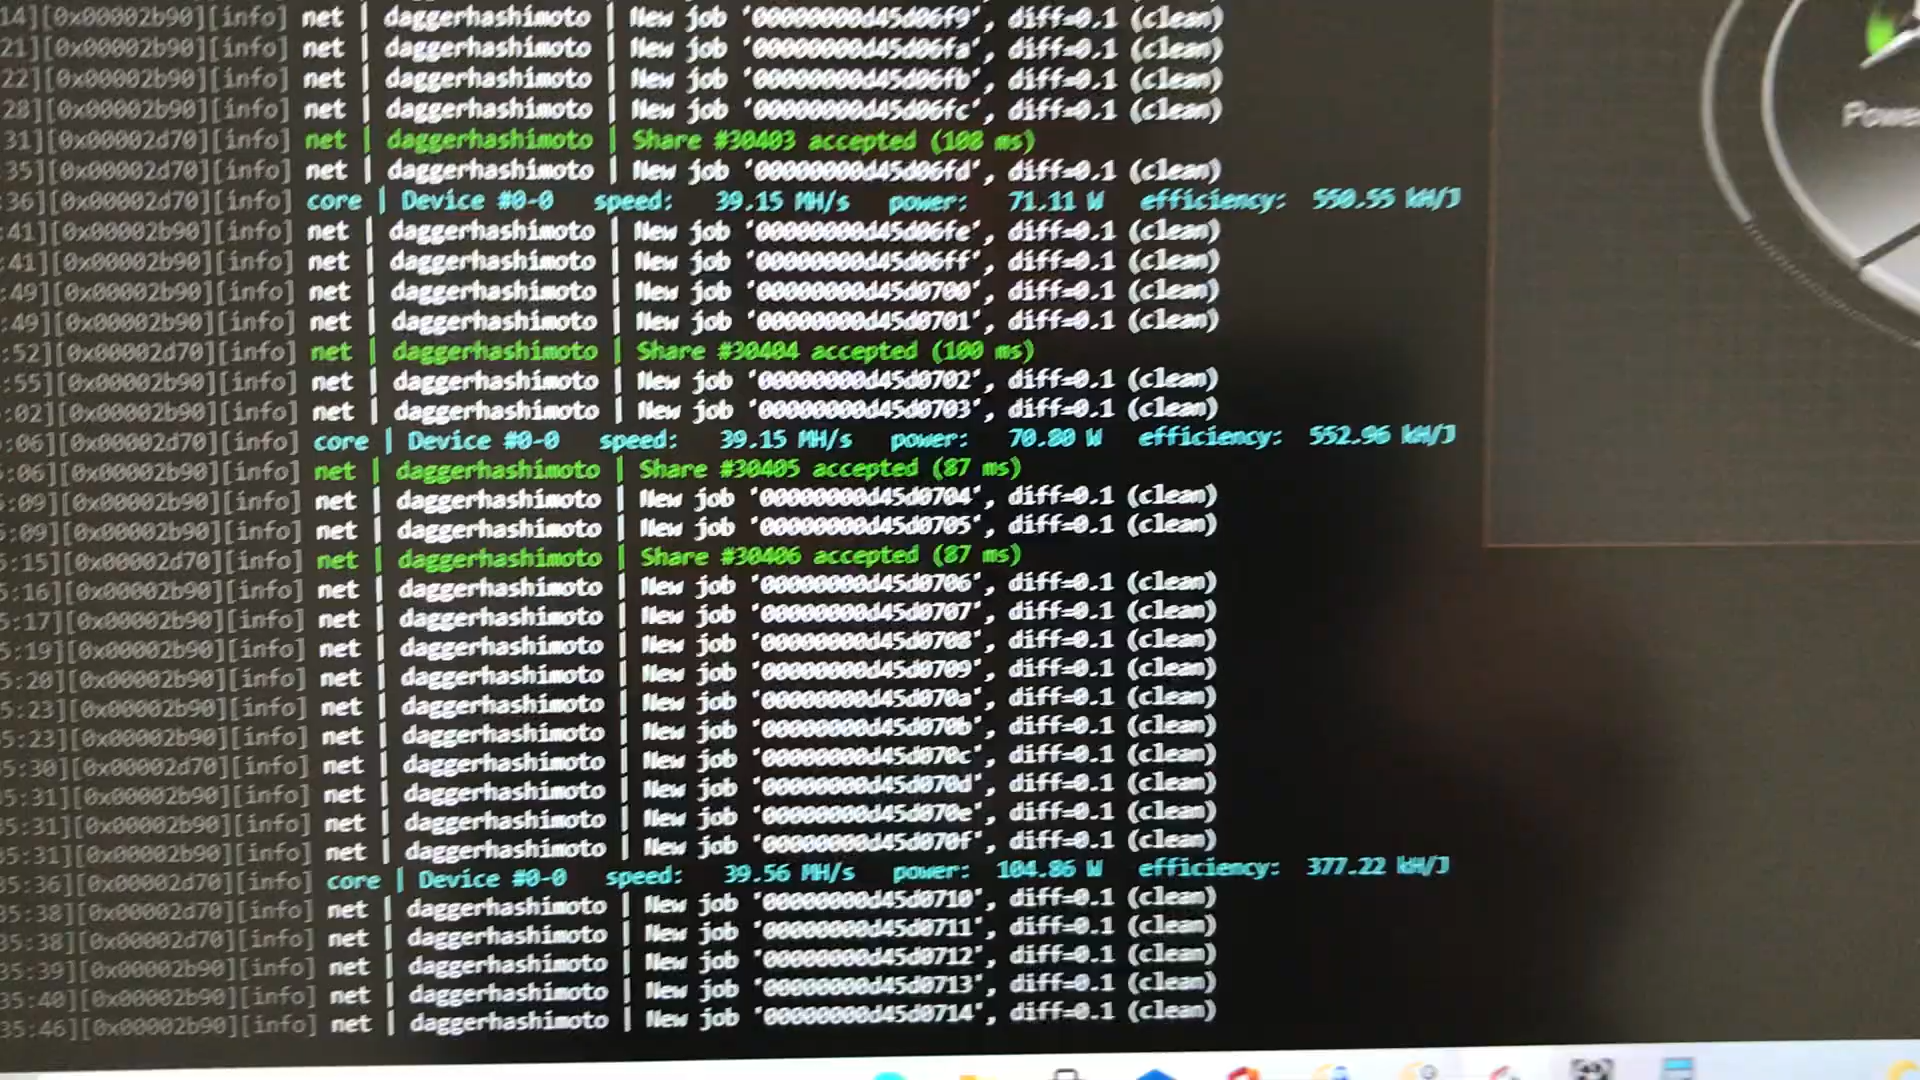 14][0x00002b90][info] net | daggerhashimoto | New job '00000000d45d06f9', diff=0.1 (clean)
21][0x00002b90][info] net | daggerhashimoto | New job '00000000d45d06fa', diff=0.1 (clean)
22][0x00002b90][info] net | daggerhashimoto | New job '00000000d45d06fb', diff=0.1 (clean)
28][0x00002b90][info] net | daggerhashimoto | New job '00000000d45d06fc', diff=0.1 (clean)
31][0x00002d70][info] net | daggerhashimoto | Share #30403 accepted (108 ms)
35][0x00002d70][info] net | daggerhashimoto | New job '00000000d45d06fd', diff=0.1 (clean)
:36][0x00002d70][info] core | Device #0-0 speed: 39.15 MH/s power: 71.11 W efficiency: 550.55 kH/J
:41][0x00002b90][info] net | daggerhashimoto | New job '00000000d45d06fe', diff=0.1 (clean)
:41][0x00002b90][info] net | daggerhashimoto | New job '00000000d45d06ff', diff=0.1 (clean)
:49][0x00002b90][info] net | daggerhashimoto | New job '00000000d45d0700', diff=0.1 (clean)
:49][0x00002b90][info] net | daggerhashimoto | New job '00000000d45d0701', diff=0.1 (clean)
:52][0x00002d70][info] net | daggerhashimoto | Share #30404 accepted (100 ms)
:55][0x00002b90][info] net | daggerhashimoto | New job '00000000d45d0702', diff=0.1 (clean)
:02][0x00002b90][info] net | daggerhashimoto | New job '00000000d45d0703', diff=0.1 (clean)
:06][0x00002d70][info] core | Device #0-0 speed: 39.15 MH/s power: 70.80 W efficiency: 552.96 kH/J
5:06][0x00002d70][info] net | daggerhashimoto | Share #30405 accepted (87 ms)
5:09][0x00002b90][info] net | daggerhashimoto | New job '00000000d45d0704', diff=0.1 (clean)
5:09][0x00002b90][info] net | daggerhashimoto | New job '00000000d45d0705', diff=0.1 (clean)
5:15][0x00002d70][info] net | daggerhashimoto | Share #30406 accepted (87 ms)
5:16][0x00002b90][info] net | daggerhashimoto | New job '00000000d45d0706', diff=0.1 (clean)
5:17][0x00002b90][info] net | daggerhashimoto | New job '00000000d45d0707', diff=0.1 (clean)
5:19][0x00002b90][info] net | daggerhashimoto | New job '00000000d45d0708', diff=0.1 (clean)
5:20][0x00002b90][info] net | daggerhashimoto | New job '00000000d45d0709', diff=0.1 (clean)
5:23][0x00002b90][info] net | daggerhashimoto | New job '00000000d45d070a', diff=0.1 (clean)
5:23][0x00002b90][info] net | daggerhashimoto | New job '00000000d45d070b', diff=0.1 (clean)
5:30][0x00002d70][info] net | daggerhashimoto | New job '00000000d45d070c', diff=0.1 (clean)
5:31][0x00002b90][info] net | daggerhashimoto | New job '00000000d45d070d', diff=0.1 (clean)
35:31][0x00002b90][info] net | daggerhashimoto | New job '00000000d45d070e', diff=0.1 (clean)
35:31][0x00002b90][info] net | daggerhashimoto | New job '00000000d45d070f', diff=0.1 (clean)
35:36][0x00002d70][info] core | Device #0-0 speed: 39.56 MH/s power: 104.86 W efficiency: 377.22 kH/J
35:38][0x00002d70][info] net | daggerhashimoto | New job '00000000d45d0710', diff=0.1 (clean)
35:38][0x00002d70][info] net | daggerhashimoto | New job '00000000d45d0711', diff=0.1 (clean)
35:39][0x00002b90][info] net | daggerhashimoto | New job '00000000d45d0712', diff=0.1 (clean)
35:40][0x00002b90][info] net | daggerhashimoto | New job '00000000d45d0713', diff=0.1 (clean)
35:46][0x00002b90][info] net | daggerhashimoto | New job '00000000d45d0714', diff=0.1 (clean)
Powe